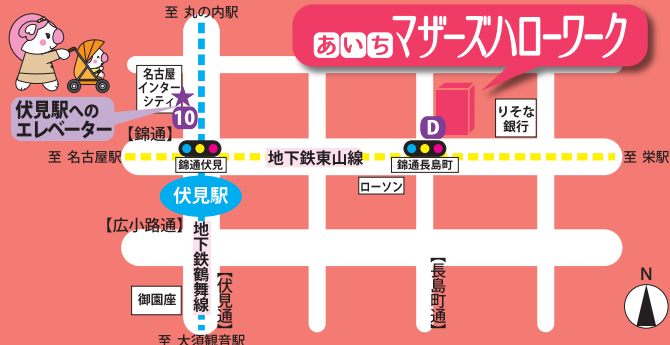 至 丸の内駅
あいちマザーズハローワーク
名古屋
インター
シティ
りそな
銀行
伏見駅への
エレベーター
10
D
【錦通】
至 名古屋駅
錦通伏見
地下鉄東山線
錦通長島町
至 栄駅
ローソン
伏見駅
【広小路通】
地下鉄鶴舞線
【伏見通】
【長島町通】
御園座
N
至 大須観音駅